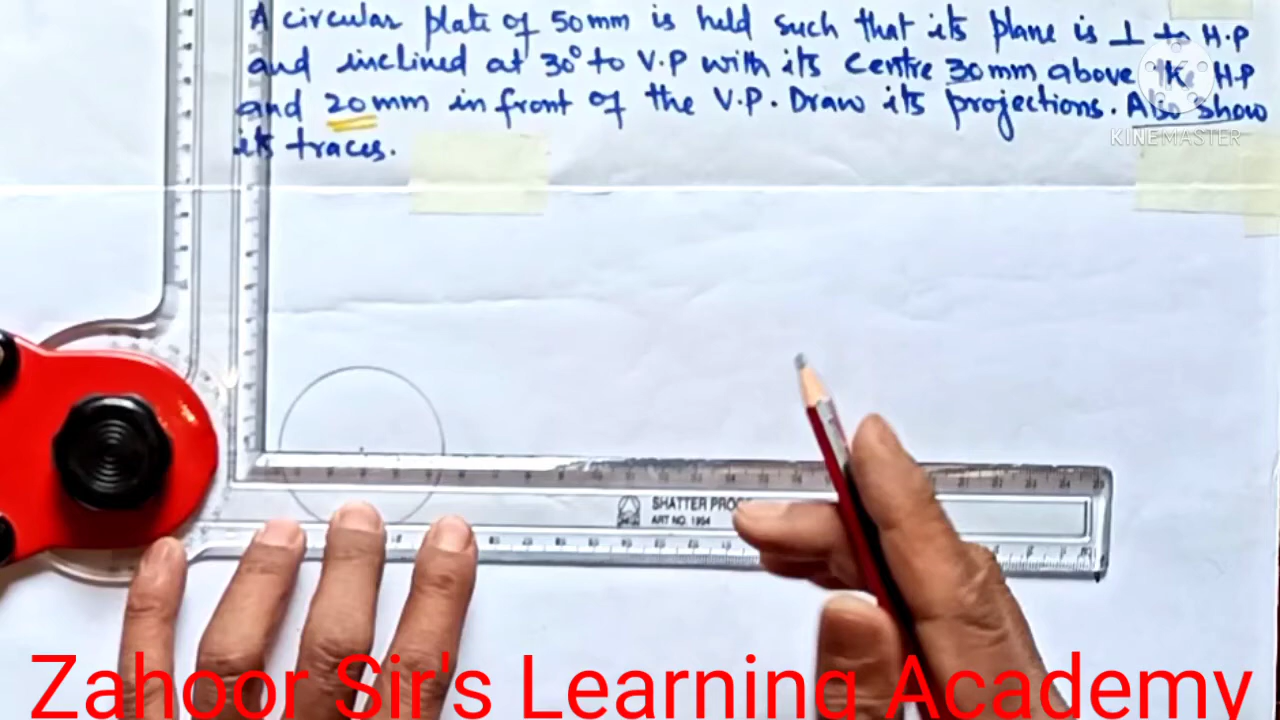 A circular plate of 50mm is held such that its plane is ⊥ to H.P
and inclined at 30° to V.P with its centre 30mm above the H.P
and 20mm in front of the V.P. Draw its projections. Also show
its traces.
KINEMASTER
SHATTER PROOF
ART NO. 1954
Zahoor Sir's Learning Academy